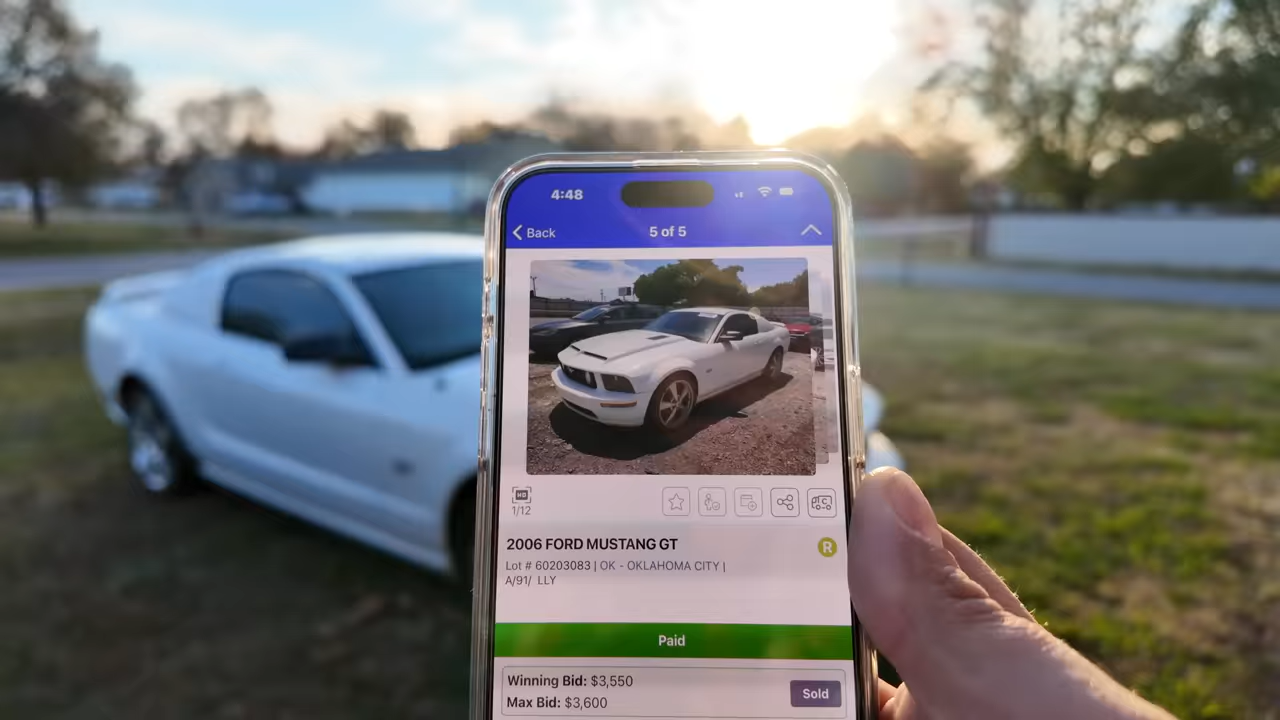 4:48
Back
5 of 5
HD
1/12
2006 FORD MUSTANG GT
R
Lot # 60203083 | OK - OKLAHOMA CITY |
A/91/ LLY
Paid
Winning Bid: $3,550
Max Bid: $3,600
Sold